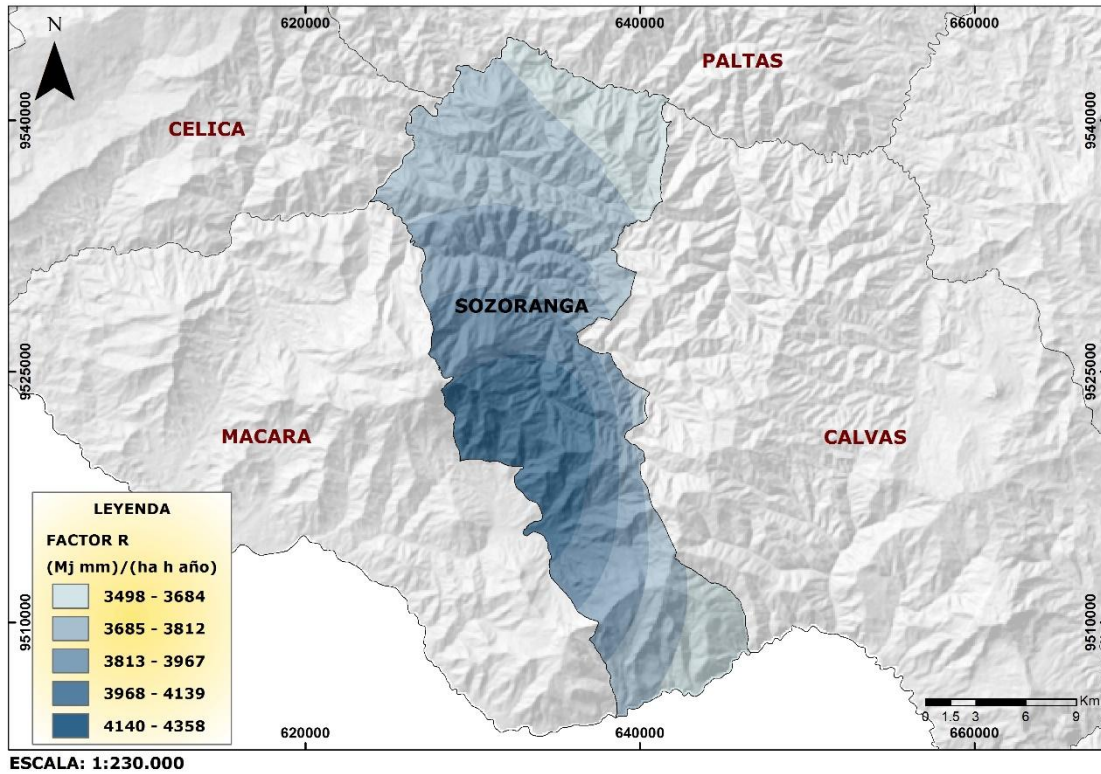 620000 640000 660000
N
PALTAS
9540000 9540000
CELICA
SOZORANGA
9525000 9525000
MACARA CALVAS
LEYENDA
FACTOR R
(Mj mm)/(ha h año)
3498 - 3684
3685 - 3812
3813 - 3967
3968 - 4139
4140 - 4358
9510000 9510000
Km
0 1.5 3 6 9
620000 640000 660000
ESCALA: 1:230.000